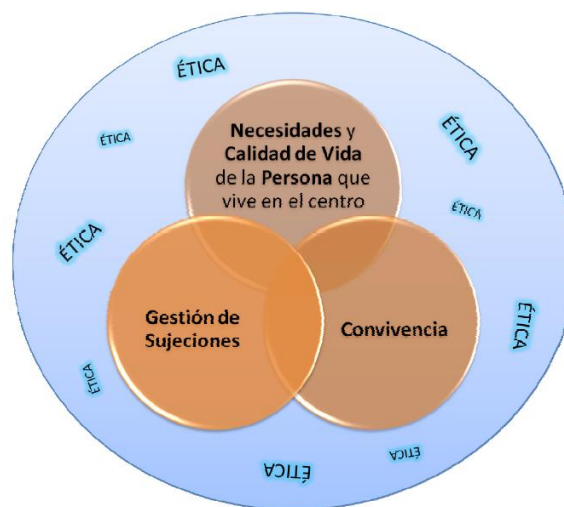 ÉTICA
ÉTICA
ÉTICA
Necesidades y
Calidad de Vida
de la Persona que
vive en el centro
ÉTICA
ÉTICA
Gestión de
Sujeciones
Convivencia
ÉTICA
ÉTICA
ÉTICA
ÉTICA